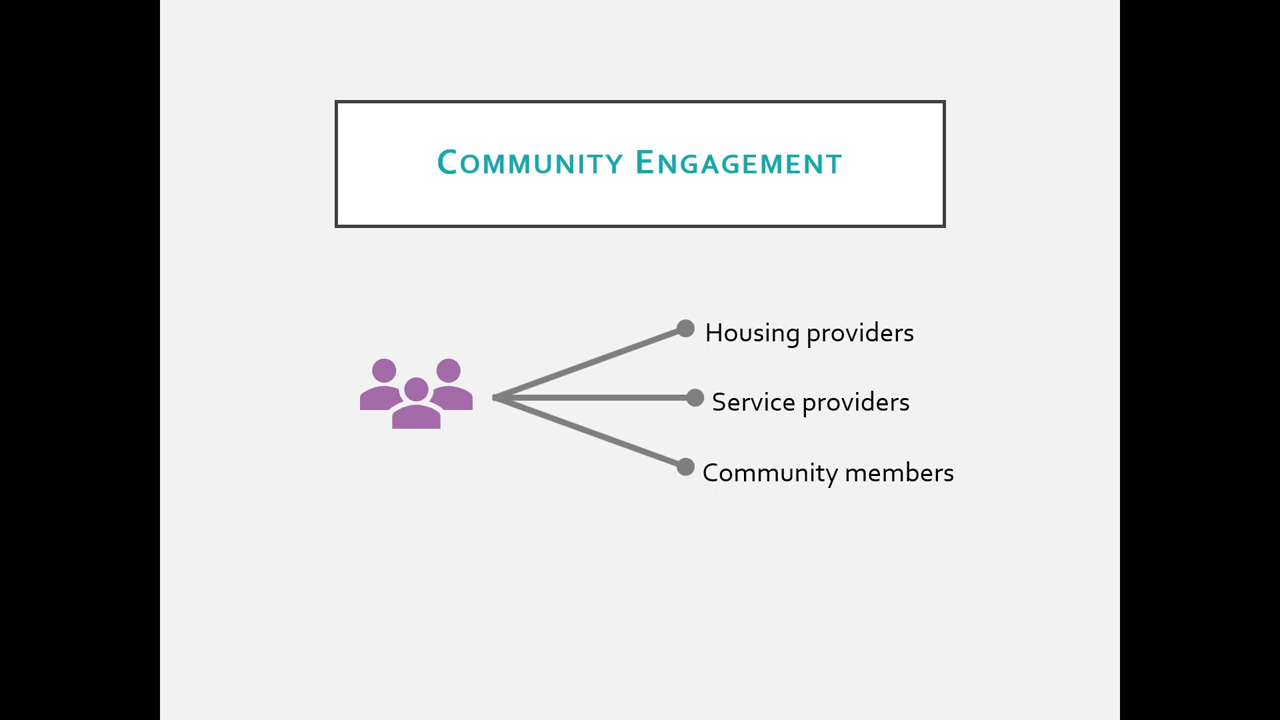 Community Engagement
Housing providers
Service providers
Community members